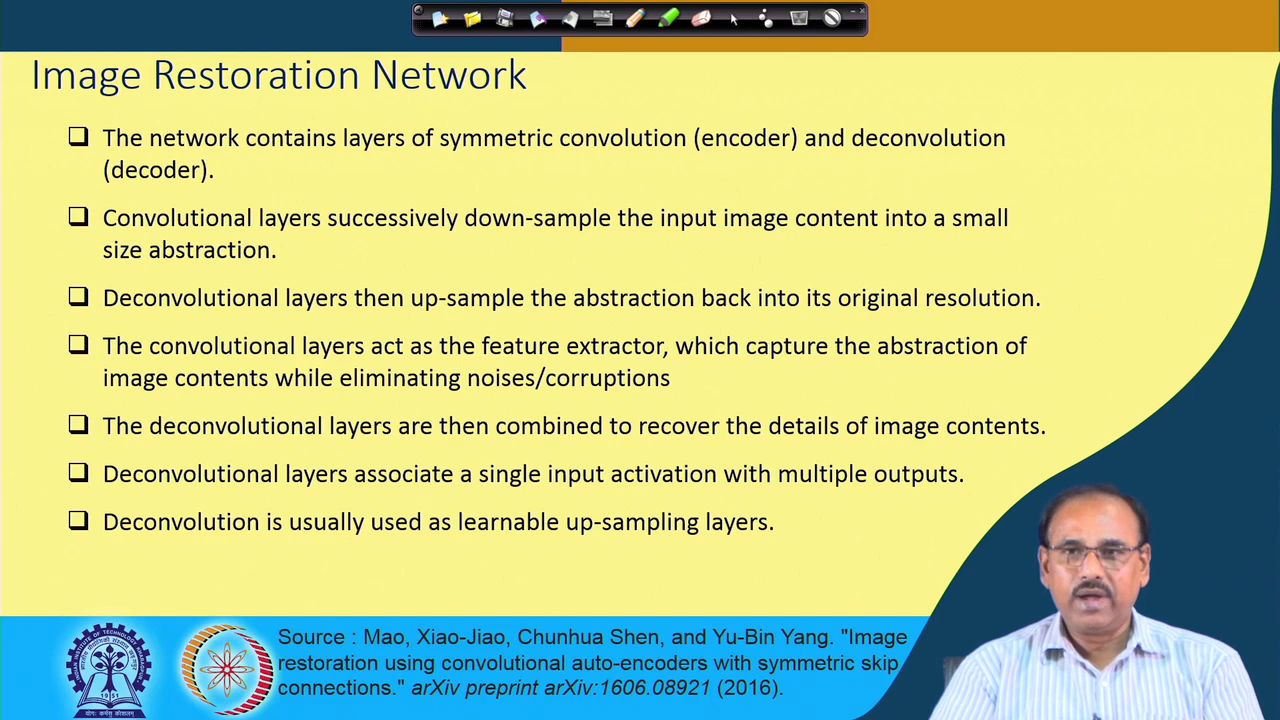 Image Restoration Network
❑ The network contains layers of symmetric convolution (encoder) and deconvolution
(decoder).
❑ Convolutional layers successively down-sample the input image content into a small
size abstraction.
❑ Deconvolutional layers then up-sample the abstraction back into its original resolution.
❑ The convolutional layers act as the feature extractor, which capture the abstraction of
image contents while eliminating noises/corruptions
❑ The deconvolutional layers are then combined to recover the details of image contents.
❑ Deconvolutional layers associate a single input activation with multiple outputs.
❑ Deconvolution is usually used as learnable up-sampling layers.
Source : Mao, Xiao-Jiao, Chunhua Shen, and Yu-Bin Yang. "Image
restoration using convolutional auto-encoders with symmetric skip
connections." arXiv preprint arXiv:1606.08921 (2016).
1951
योगः कर्मसु कौशलम्